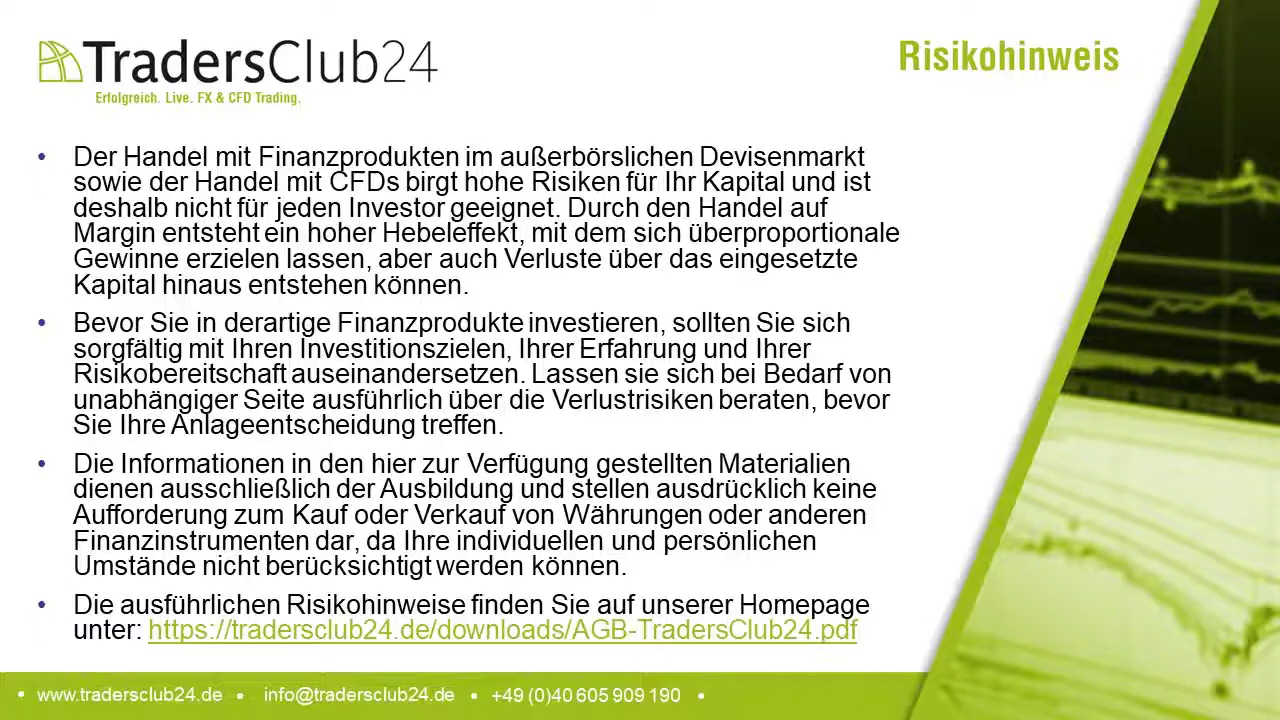 TradersClub24
Erfolgreich. Live. FX & CFD Trading.
Risikohinweis
• Der Handel mit Finanzprodukten im außerbörslichen Devisenmarkt
sowie der Handel mit CFDs birgt hohe Risiken für Ihr Kapital und ist
deshalb nicht für jeden Investor geeignet. Durch den Handel auf
Margin entsteht ein hoher Hebeleffekt, mit dem sich überproportionale
Gewinne erzielen lassen, aber auch Verluste über das eingesetzte
Kapital hinaus entstehen können.
• Bevor Sie in derartige Finanzprodukte investieren, sollten Sie sich
sorgfältig mit Ihren Investitionszielen, Ihrer Erfahrung und Ihrer
Risikobereitschaft auseinandersetzen. Lassen sie sich bei Bedarf von
unabhängiger Seite ausführlich über die Verlustrisiken beraten, bevor
Sie Ihre Anlageentscheidung treffen.
• Die Informationen in den hier zur Verfügung gestellten Materialien
dienen ausschließlich der Ausbildung und stellen ausdrücklich keine
Aufforderung zum Kauf oder Verkauf von Währungen oder anderen
Finanzinstrumenten dar, da Ihre individuellen und persönlichen
Umstände nicht berücksichtigt werden können.
• Die ausführlichen Risikohinweise finden Sie auf unserer Homepage
unter: https://tradersclub24.de/downloads/AGB-TradersClub24.pdf
• www.tradersclub24.de • info@tradersclub24.de • +49 (0)40 605 909 190 •